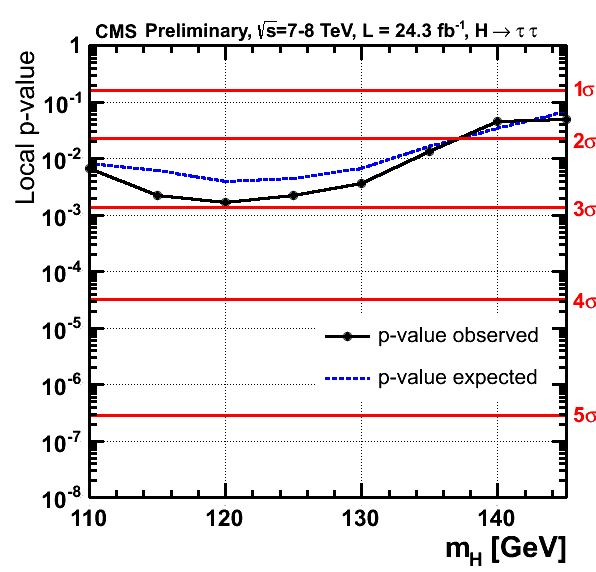 CMS Preliminary, √s=7-8 TeV, L = 24.3 fb⁻¹, H → τ τ
Local p-value
1
10⁻¹
10⁻²
10⁻³
10⁻⁴
10⁻⁵
10⁻⁶
10⁻⁷
10⁻⁸
1σ
2σ
3σ
4σ
5σ
p-value observed
p-value expected
110 120 130 140
m_H [GeV]